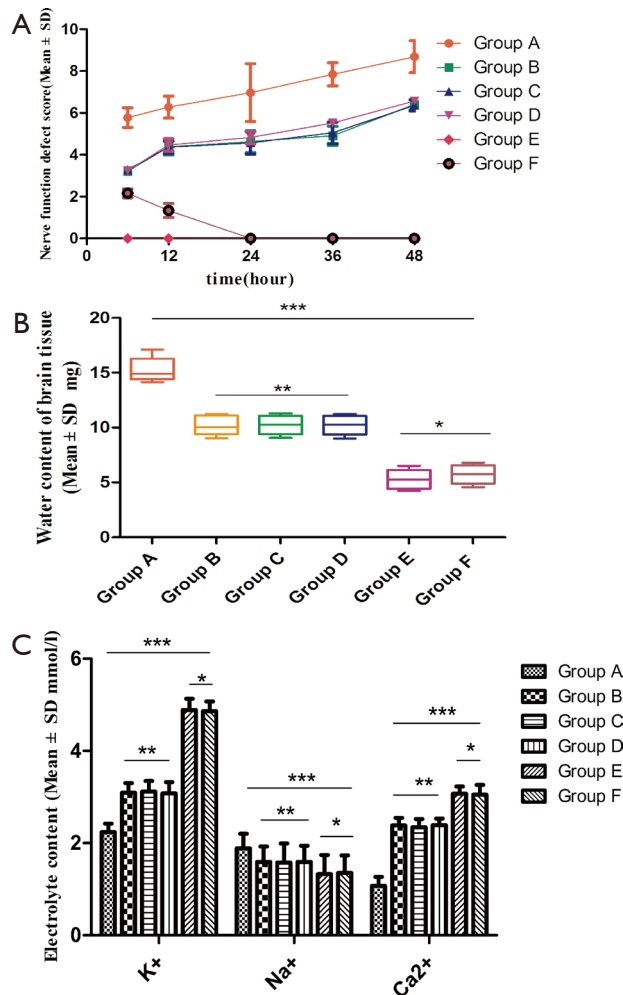 A
Nerve function defect score(Mean ± SD)
10
8
6
4
2
0
0
12
24
36
48
time(hour)
Group A
Group B
Group C
Group D
Group E
Group F
B
Water content of brain tissue
(Mean ± SD mg)
20
15
10
5
0
***
**
*
Group A
Group B
Group C
Group D
Group E
Group F
C
Electrolyte content (Mean ± SD mmol/l)
6
4
2
0
***
*
**
***
**
*
***
*
**
K+
Na+
Ca2+
Group A
Group B
Group C
Group D
Group E
Group F